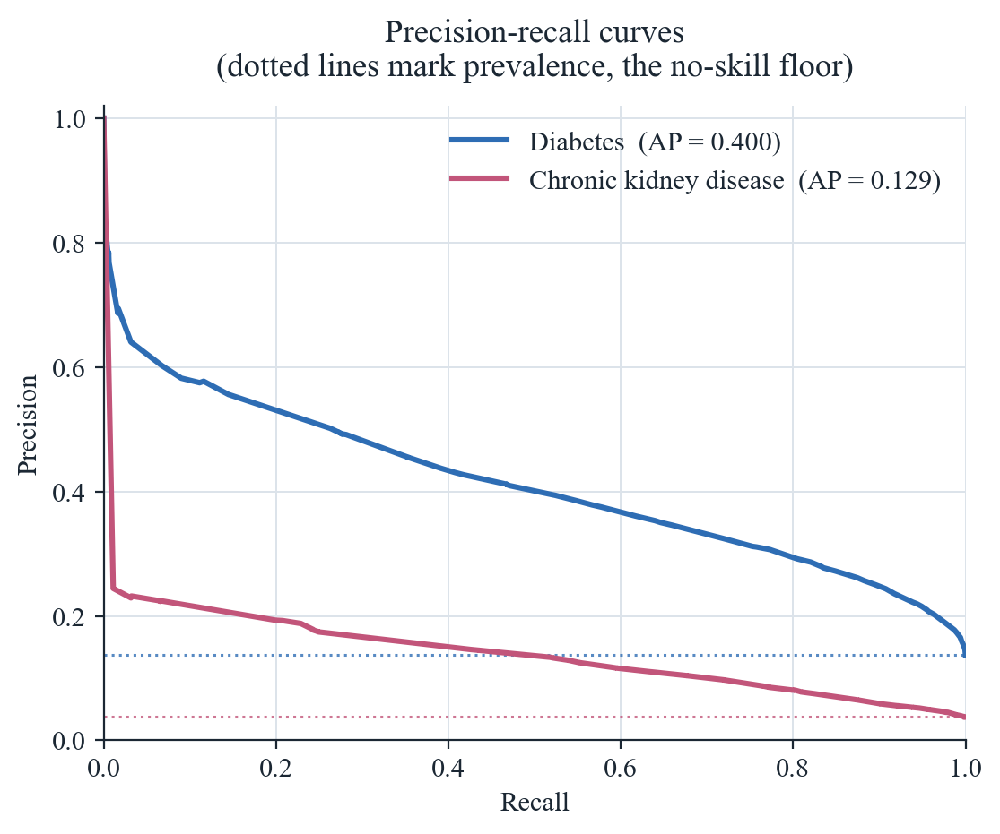 Precision-recall curves
(dotted lines mark prevalence, the no-skill floor)
Diabetes (AP = 0.400)
Chronic kidney disease (AP = 0.129)
Precision
1.0
0.8
0.6
0.4
0.2
0.0
0.0 0.2 0.4 0.6 0.8 1.0
Recall